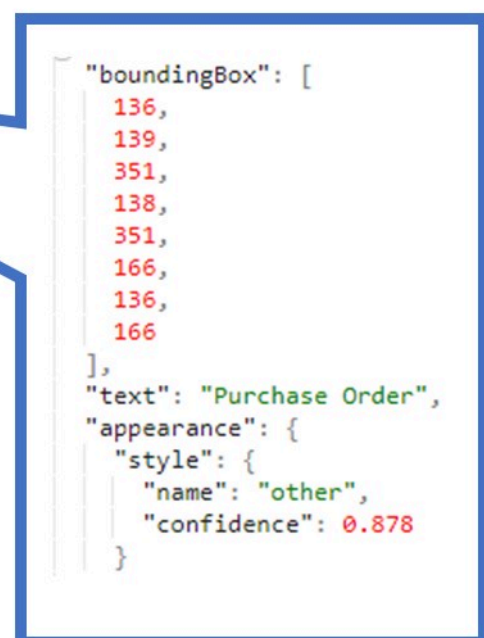 "boundingBox": [
136,
139,
351,
138,
351,
166,
136,
166
],
"text": "Purchase Order",
"appearance": {
"style": {
"name": "other",
"confidence": 0.878
}